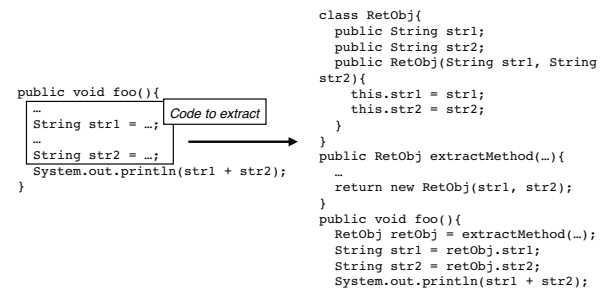 public void foo(){
…
String str1 = …;
…
String str2 = …;
System.out.println(str1 + str2);
}
Code to extract
class RetObj{
public String str1;
public String str2;
public RetObj(String str1, String
str2){
this.str1 = str1;
this.str2 = str2;
}
}
public RetObj extractMethod(…){
…
return new RetObj(str1, str2);
}
public void foo(){
RetObj retObj = extractMethod(…);
String str1 = retObj.str1;
String str2 = retObj.str2;
System.out.println(str1 + str2);